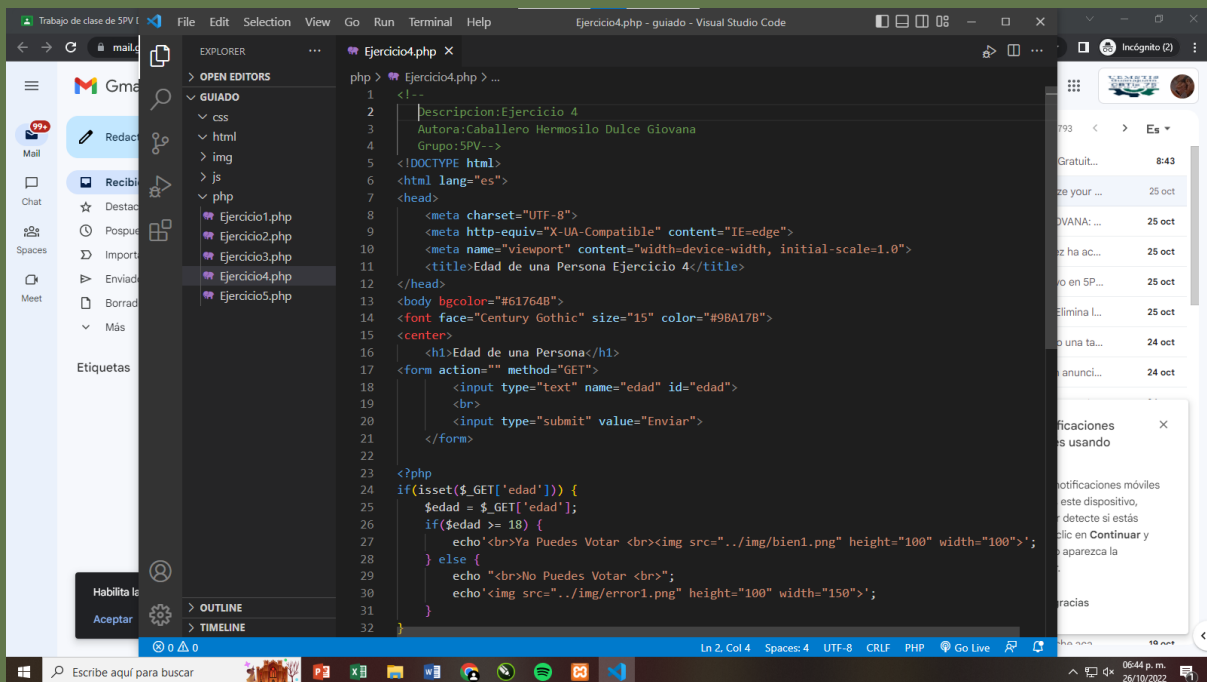 Trabajo de clase de 5PV E
File Edit Selection View Go Run Terminal Help
Ejercicio4.php - guiado - Visual Studio Code
mail.g
Incógnito (2)
EXPLORER
Ejercicio4.php
OPEN EDITORS
php > Ejercicio4.php > ...
GUIADO
css
html
img
js
php
Ejercicio1.php
Ejercicio2.php
Ejercicio3.php
Ejercicio4.php
Ejercicio5.php
OUTLINE
TIMELINE
1 <!--
2 Descripcion:Ejercicio 4
3 Autora:Caballero Hermosilo Dulce Giovana
4 Grupo:5PV-->
5 <!DOCTYPE html>
6 <html lang="es">
7 <head>
8 <meta charset="UTF-8">
9 <meta http-equiv="X-UA-Compatible" content="IE=edge">
10 <meta name="viewport" content="width=device-width, initial-scale=1.0">
11 <title>Edad de una Persona Ejercicio 4</title>
12 </head>
13 <body bgcolor="#61764B">
14 <font face="Century Gothic" size="15" color="#9BA17B">
15 <center>
16 <h1>Edad de una Persona</h1>
17 <form action="" method="GET">
18 <input type="text" name="edad" id="edad">
19 <br>
20 <input type="submit" value="Enviar">
21 </form>
22
23 <?php
24 if(isset($_GET['edad'])) {
25 $edad = $_GET['edad'];
26 if($edad >= 18) {
27 echo'<br>Ya Puedes Votar <br><img src="../img/bien1.png" height="100" width="100">';
28 } else {
29 echo "<br>No Puedes Votar <br>";
30 echo'<img src="../img/error1.png" height="100" width="150">';
31 }
32 }
0 0
Ln 2, Col 4 Spaces: 4 UTF-8 CRLF PHP Go Live
Gma
99+
Mail
Chat
Spaces
Meet
Redact
Recibi
Destac
Pospue
Import
Enviad
Borrad
Más
Etiquetas
Habilita la
Aceptar
793 Es
Gratuit... 8:43
ze your ... 25 oct
OVANA: ... 25 oct
ez ha ac... 25 oct
vo en 5P... 25 oct
Elimina l... 25 oct
o una ta... 24 oct
n anunci... 24 oct
ificaciones
es usando
notificaciones móviles
este dispositivo,
r detecte si estás
clic en Continuar y
o aparezca la
gracias
19 oct
Escribe aquí para buscar
06:44 p. m.
26/10/2022
1